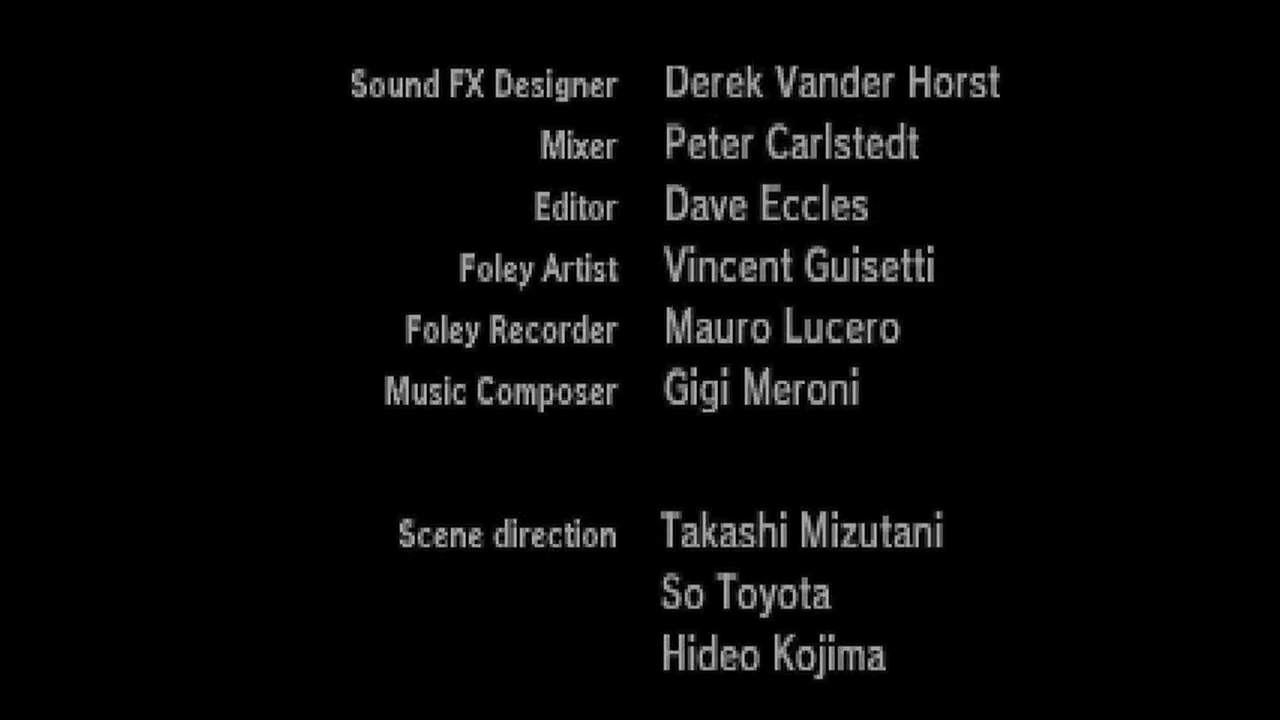 Sound FX Designer Derek Vander Horst
Mixer Peter Carlstedt
Editor Dave Eccles
Foley Artist Vincent Guisetti
Foley Recorder Mauro Lucero
Music Composer Gigi Meroni
Scene direction Takashi Mizutani
So Toyota
Hideo Kojima